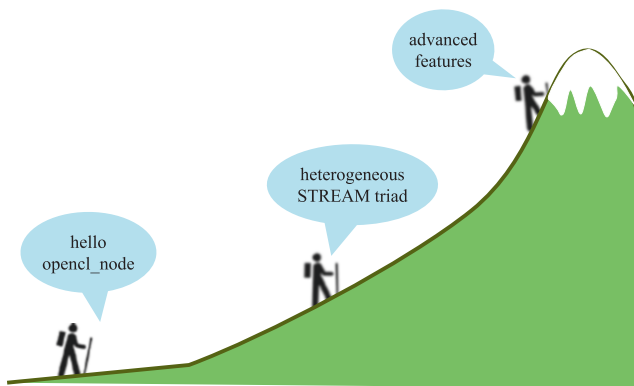 advanced
features
heterogeneous
STREAM triad
hello
opencl_node